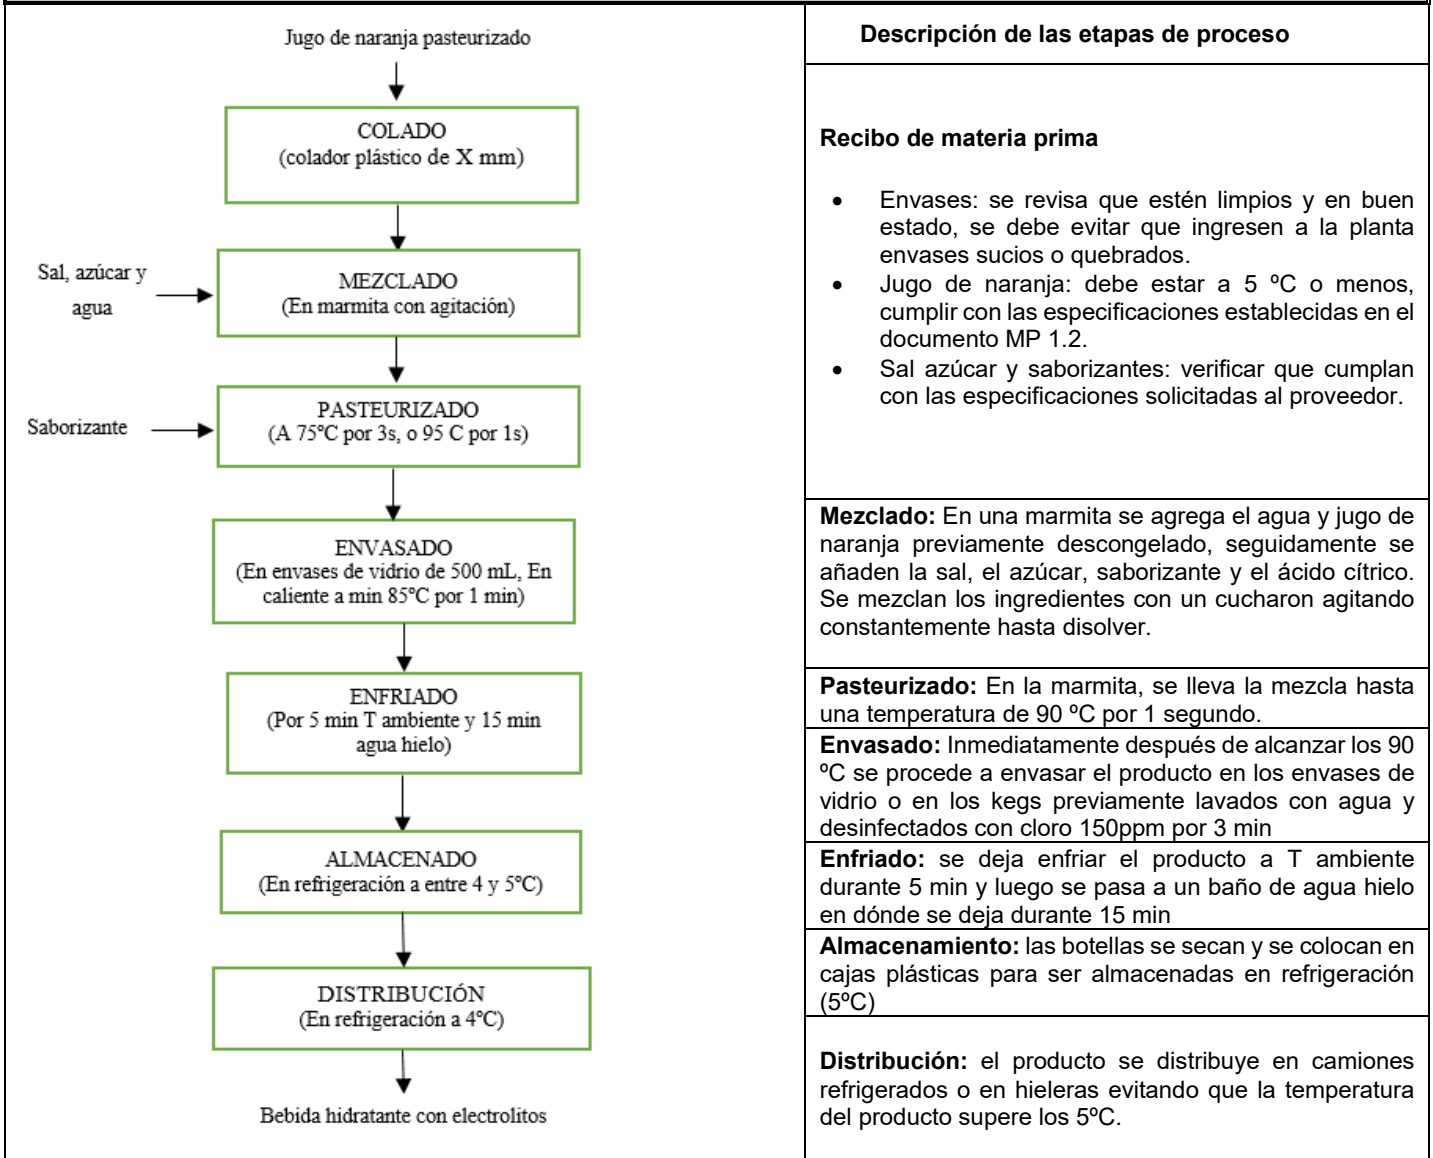 Jugo de naranja pasteurizado
COLADO
(colador plástico de X mm)
Sal, azúcar y
agua
MEZCLADO
(En marmita con agitación)
Saborizante
PASTEURIZADO
(A 75ºC por 3s, o 95 C por 1s)
ENVASADO
(En envases de vidrio de 500 mL, En
caliente a min 85ºC por 1 min)
ENFRIADO
(Por 5 min T ambiente y 15 min
agua hielo)
ALMACENADO
(En refrigeración a entre 4 y 5ºC)
DISTRIBUCIÓN
(En refrigeración a 4ºC)
Bebida hidratante con electrolitos
Descripción de las etapas de proceso
Recibo de materia prima
• Envases: se revisa que estén limpios y en buen
estado, se debe evitar que ingresen a la planta
envases sucios o quebrados.
• Jugo de naranja: debe estar a 5 ºC o menos,
cumplir con las especificaciones establecidas en el
documento MP 1.2.
• Sal azúcar y saborizantes: verificar que cumplan
con las especificaciones solicitadas al proveedor.
Mezclado: En una marmita se agrega el agua y jugo de
naranja previamente descongelado, seguidamente se
añaden la sal, el azúcar, saborizante y el ácido cítrico.
Se mezclan los ingredientes con un cucharon agitando
constantemente hasta disolver.
Pasteurizado: En la marmita, se lleva la mezcla hasta
una temperatura de 90 ºC por 1 segundo.
Envasado: Inmediatamente después de alcanzar los 90
ºC se procede a envasar el producto en los envases de
vidrio o en los kegs previamente lavados con agua y
desinfectados con cloro 150ppm por 3 min
Enfriado: se deja enfriar el producto a T ambiente
durante 5 min y luego se pasa a un baño de agua hielo
en dónde se deja durante 15 min
Almacenamiento: las botellas se secan y se colocan en
cajas plásticas para ser almacenadas en refrigeración
(5ºC)
Distribución: el producto se distribuye en camiones
refrigerados o en hieleras evitando que la temperatura
del producto supere los 5ºC.